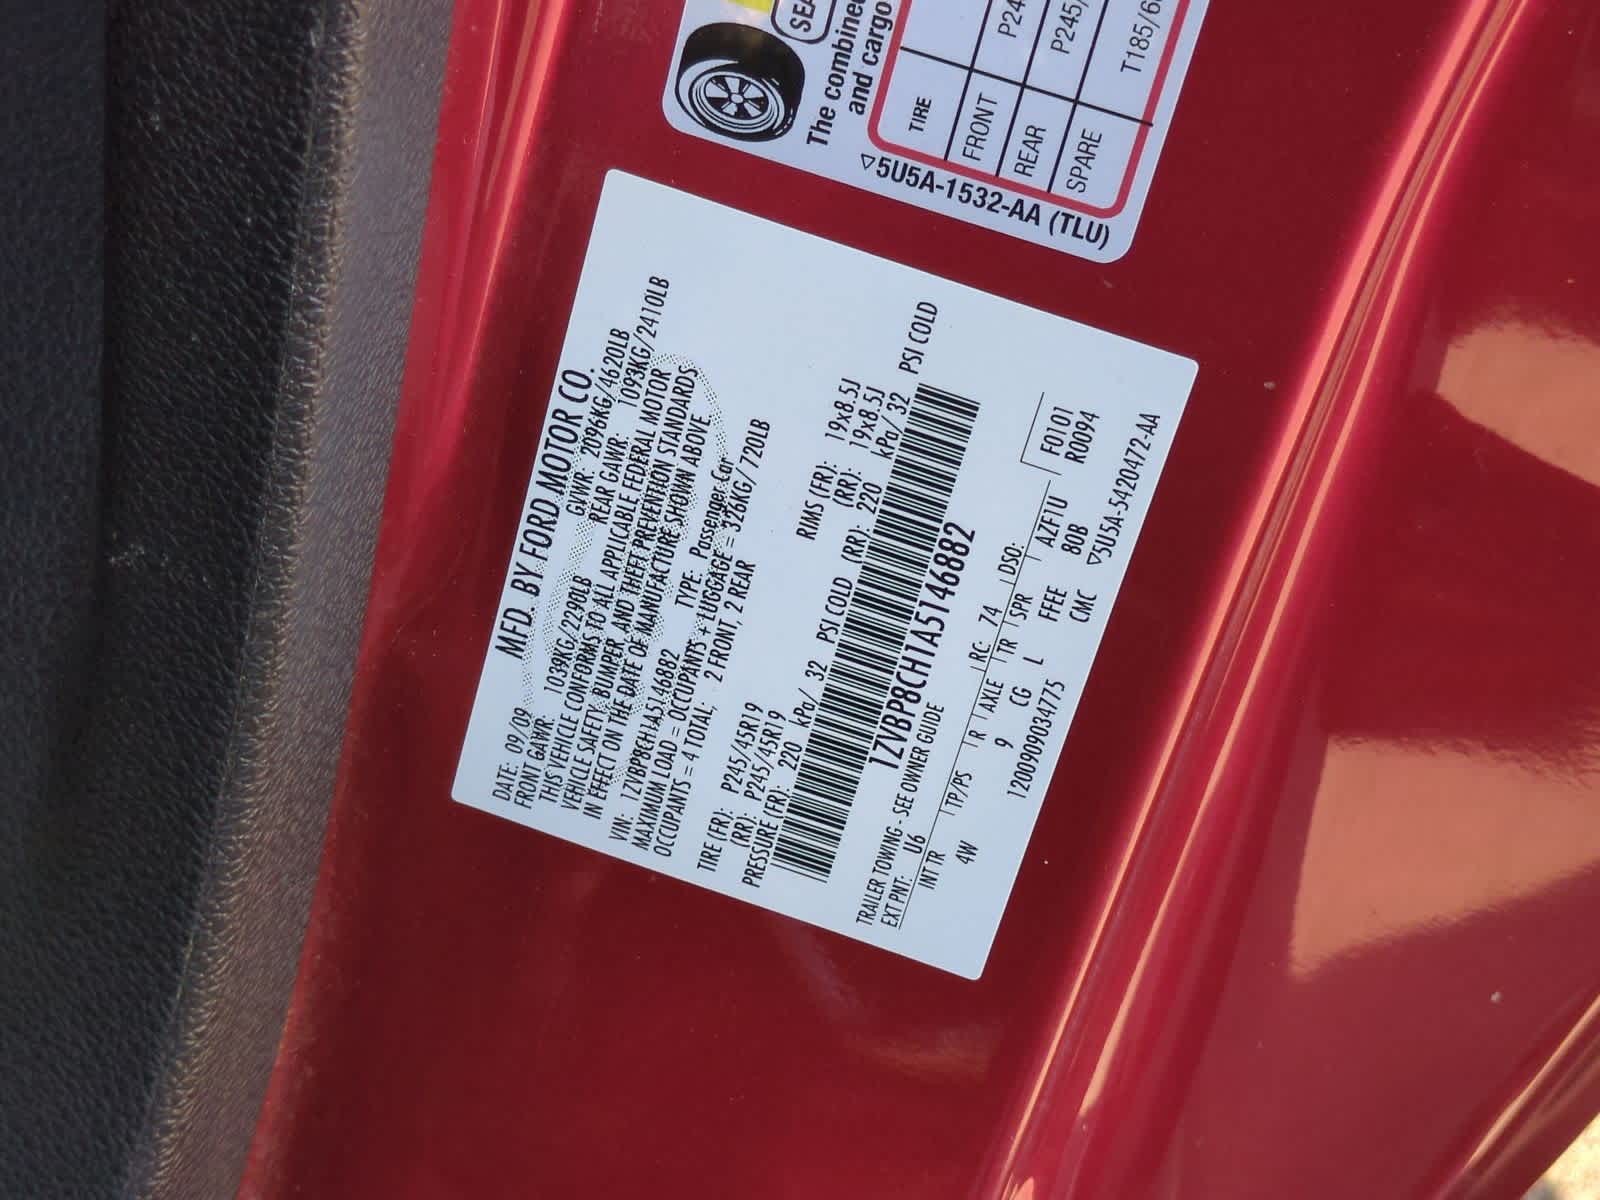 SEA
The combined
and cargo
TIRE
FRONT P24
REAR P245/
SPARE T185/6
▽5U5A-1532-AA (TLU)
MFD. BY FORD MOTOR CO.
DATE: 09/09 GVWR: 2096KG/4620LB
FRONT GAWR: 1039KG/2290LB REAR GAWR: 1093KG/2410LB
THIS VEHICLE CONFORMS TO ALL APPLICABLE FEDERAL MOTOR
VEHICLE SAFETY, BUMPER, AND THEFT PREVENTION STANDARDS
IN EFFECT ON THE DATE OF MANUFACTURE SHOWN ABOVE.
VIN: 1ZVBP8CH1A5146882 TYPE: Passenger Car
MAXIMUM LOAD = OCCUPANTS + LUGGAGE = 326KG/720LB
OCCUPANTS = 4 TOTAL; 2 FRONT, 2 REAR
TIRE (FR): P245/45R19 RIMS (FR): 19x8.5J
(RR): P245/45R19 (RR): 19x8.5J
PRESSURE (FR): 220 kPa/ 32 PSI COLD (RR): 220 kPa/ 32 PSI COLD
1ZVBP8CH1A5146882
TRAILER TOWING - SEE OWNER GUIDE
EXT PNT: U6 RC: 74 DSO: F0101
INT TR TP/PS R AXLE TR SPR AZF1U R0094
4W 9 CG L FFEE 80B
1200909034775 CMC ▽5U5A-5420472-AA